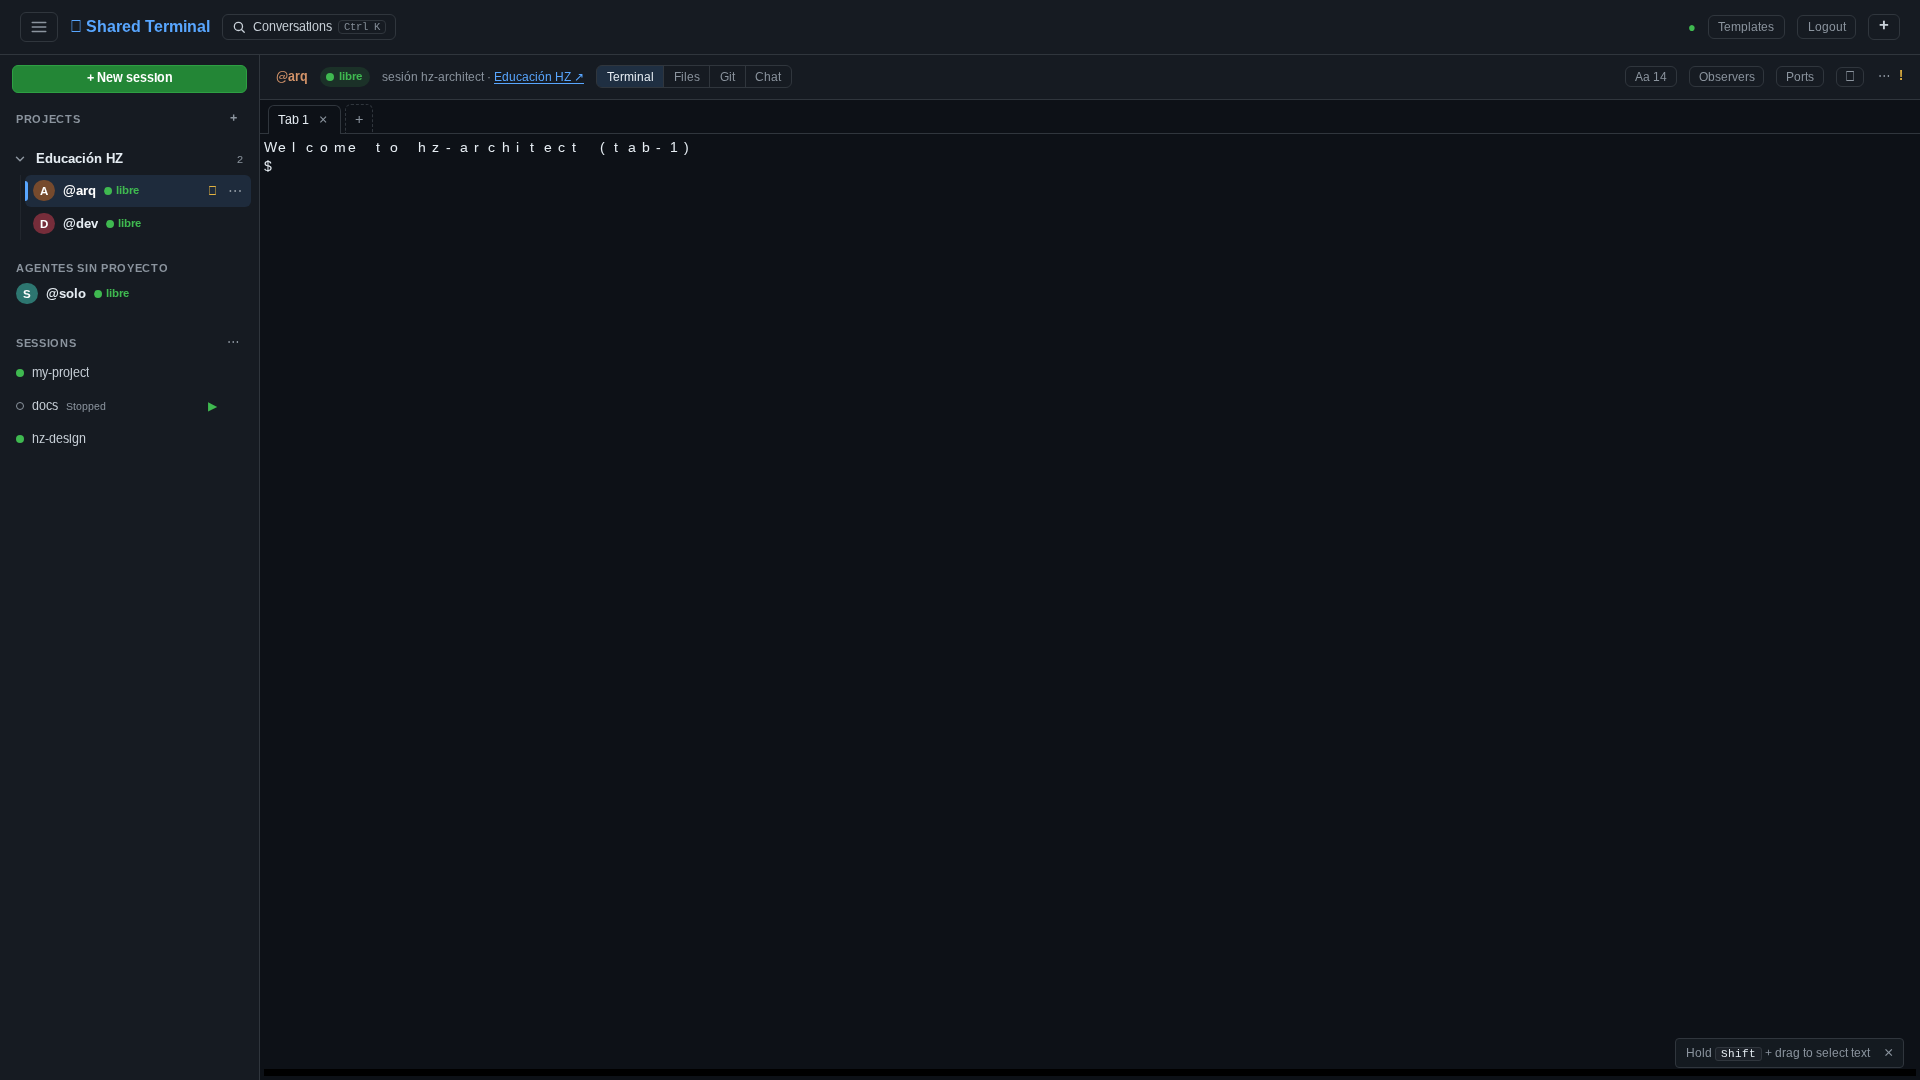 Shared Terminal
Conversations Ctrl K
Templates
Logout
+
+ New session
PROJECTS +
Educación HZ 2
A @arq libre ⋯
D @dev libre
AGENTES SIN PROYECTO
S @solo libre
SESSIONS ⋯
my-project
docs Stopped ▶
hz-design
@arq libre sesión hz-architect · Educación HZ ↗
Terminal Files Git Chat
Aa 14 Observers Ports ⋯ !
Tab 1 × +
Welcome to hz-architect (tab-1)
$
Hold Shift + drag to select text ×